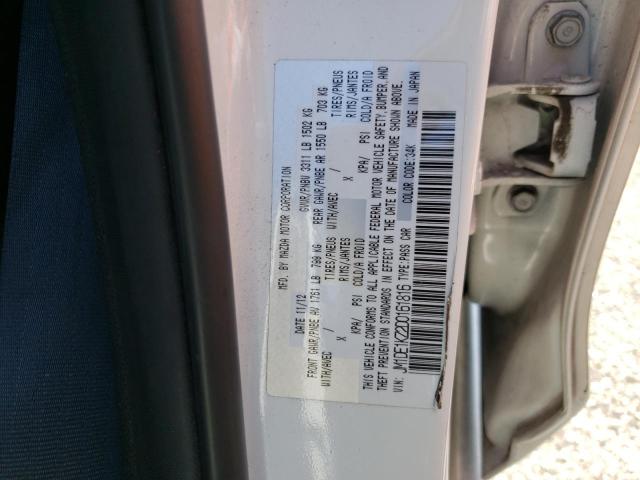 MFD. BY MAZDA MOTOR CORPORATION
DATE 11/12 GVWR/PNBV 3311 LB 1502 KG
FRONT GAWR/PNBE AV 1761 LB 799 KG REAR GAWR/PNBE AR 1550 LB 703 KG
WITH/AVEC TIRES/PNEUS WITH/AVEC TIRES/PNEUS
X RIMS/JANTES X RIMS/JANTES
KPA/ PSI COLD/A FROID KPA/ PSI COLD/A FROID
THIS VEHICLE CONFORMS TO ALL APPLICABLE FEDERAL MOTOR VEHICLE SAFETY,BUMPER,AND
THEFT PREVENTION STANDARDS IN EFFECT ON THE DATE OF MANUFACTURE SHOWN ABOVE.
VIN: JM1DE1KZ2D0161816 TYPE:PASS CAR COLOR CODE:34K MADE IN JAPAN